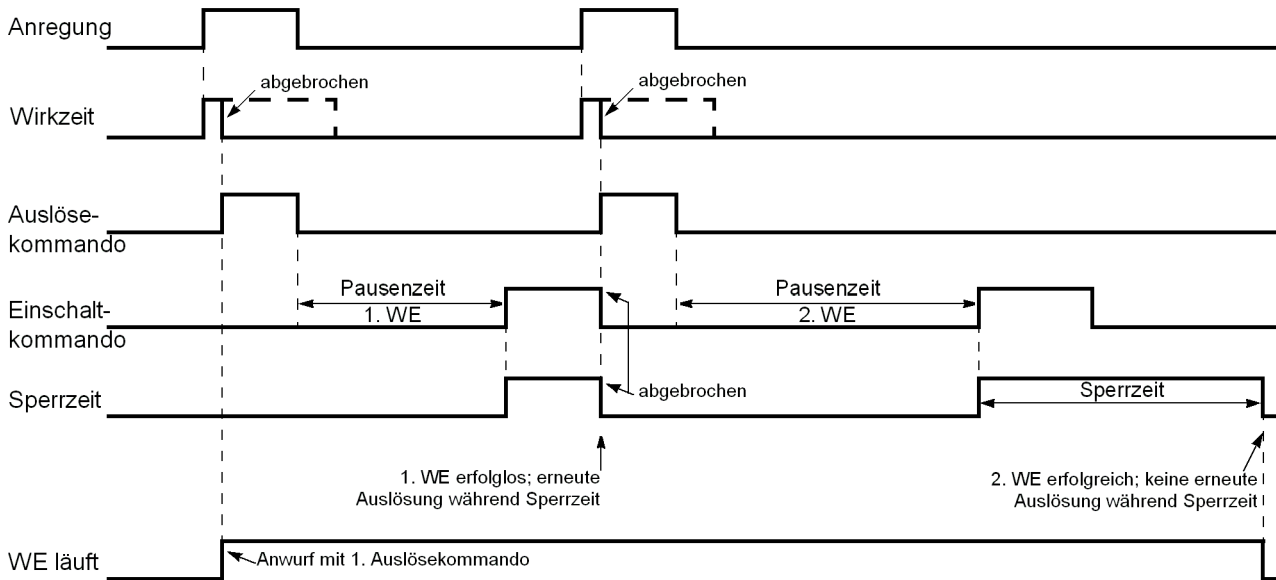 Anregung
abgebrochen
abgebrochen
Wirkzeit
Auslöse-
kommando
Pausenzeit
1. WE
Pausenzeit
2. WE
Einschalt-
kommando
abgebrochen
Sperrzeit
Sperrzeit
1. WE erfolglos; erneute
Auslösung während Sperrzeit
2. WE erfolgreich; keine erneute
Auslösung während Sperrzeit
WE läuft
Anwurf mit 1. Auslösekommando